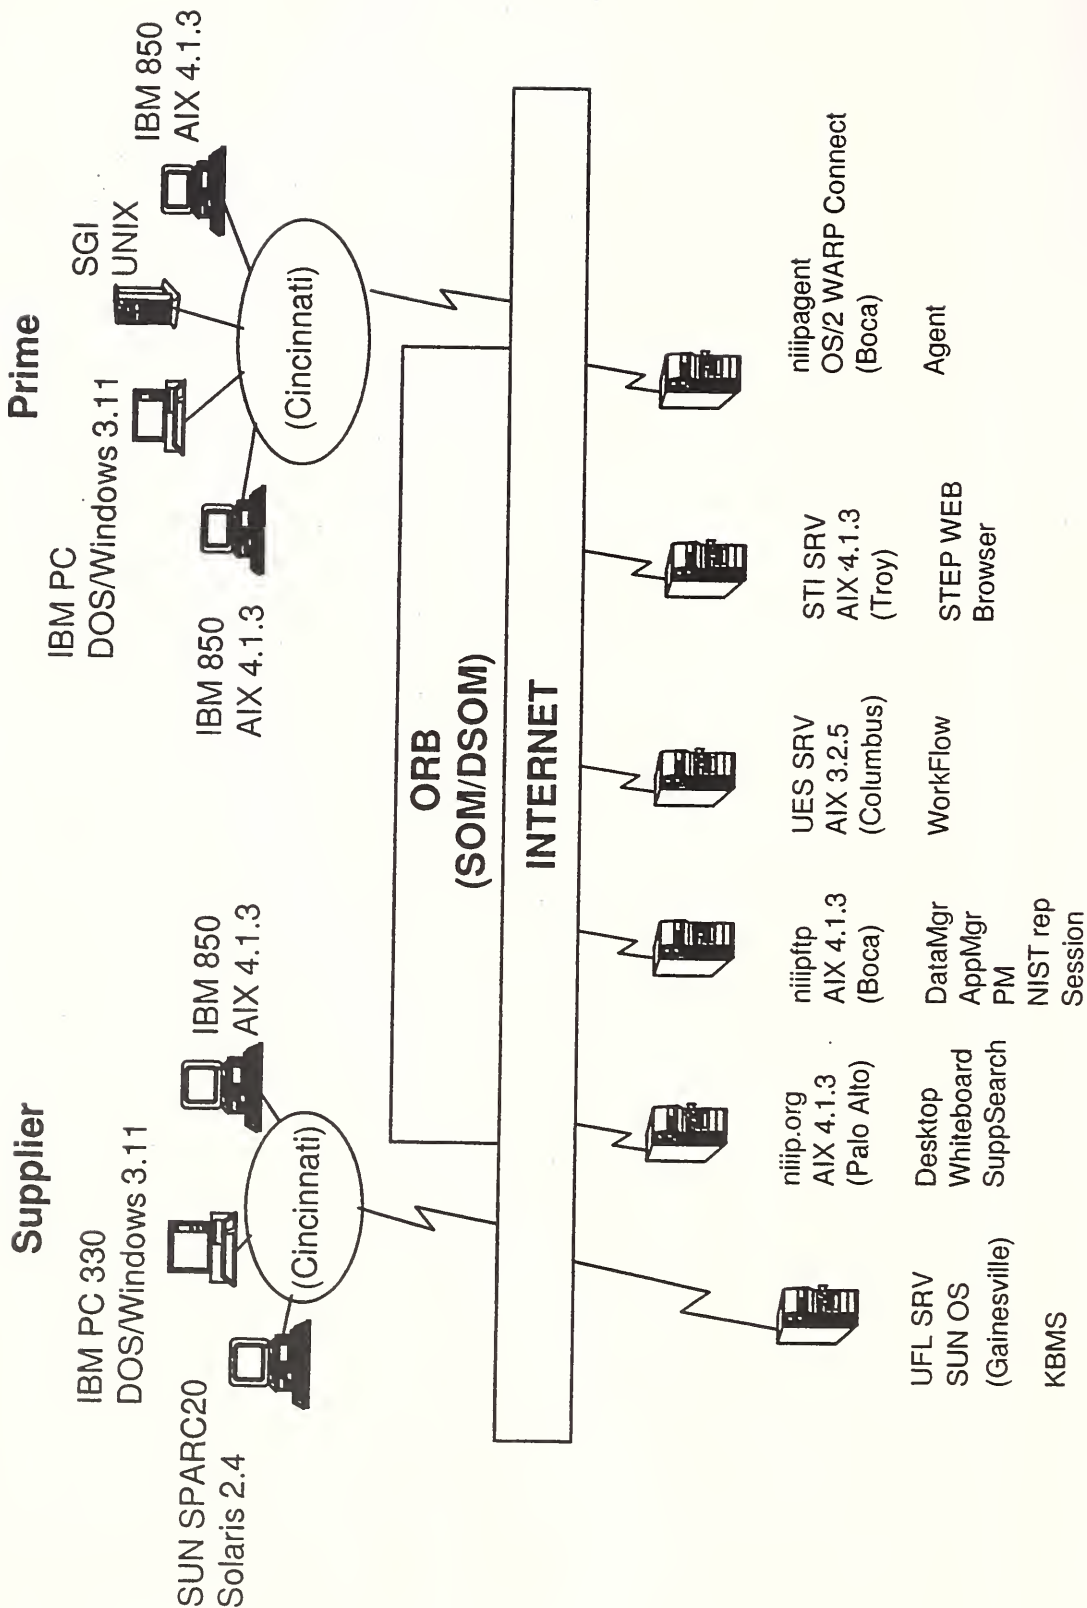 Supplier
Prime
IBM PC 330
DOS/Windows 3.11
SUN SPARC20
Solaris 2.4
IBM 850
AIX 4.1.3
(Cincinnati)
IBM PC
DOS/Windows 3.11
SGI
UNIX
IBM 850
AIX 4.1.3
IBM 850
AIX 4.1.3
(Cincinnati)
ORB
(SOM/DSOM)
INTERNET
UFL SRV
SUN OS
(Gainesville)
KBMS
niiip.org
AIX 4.1.3
(Palo Alto)
Desktop
Whiteboard
SuppSearch
niiipftp
AIX 4.1.3
(Boca)
DataMgr
AppMgr
PM
NIST rep
Session
UES SRV
AIX 3.2.5
(Columbus)
WorkFlow
STI SRV
AIX 4.1.3
(Troy)
STEP WEB
Browser
niiipagent
OS/2 WARP Connect
(Boca)
Agent